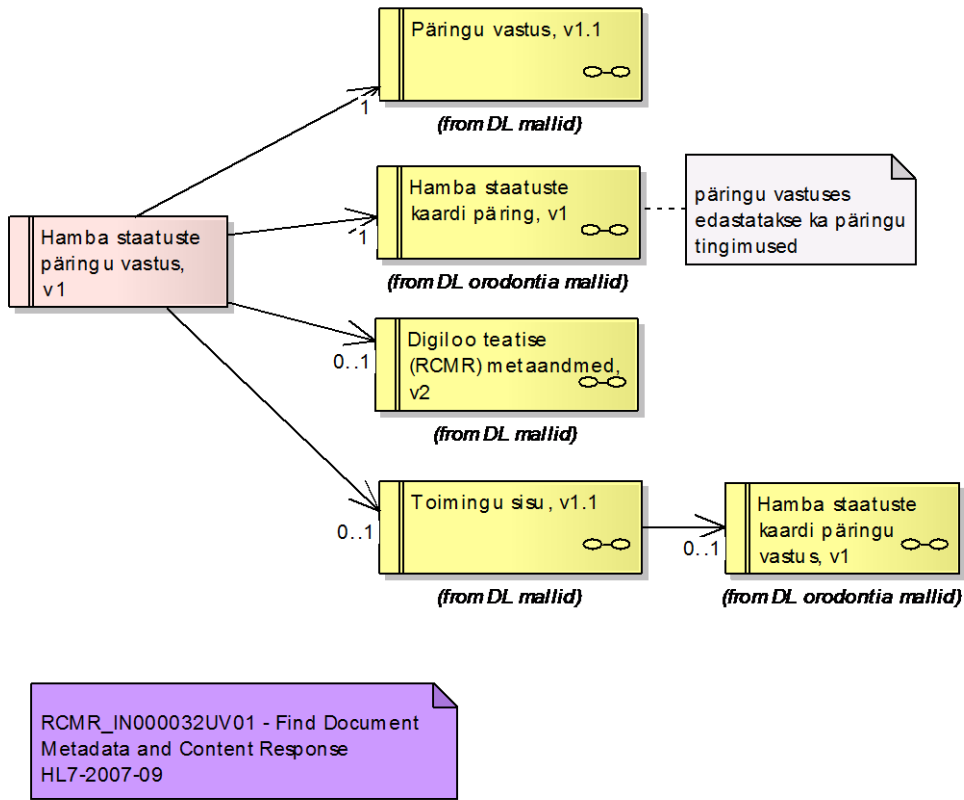 Päringu vastus, v1.1
1
(from DL mallid)
Hamba staatuste
kaardi päring, v1
1
(from DL orodontia mallid)
päringu vastuses
edastatakse ka päringu
tingimused
Hamba staatuste
päringu vastus,
v1
Digiloo teatise
(RCMR) metaandmed,
v2
0..1
(from DL mallid)
Toimingu sisu, v1.1
0..1
(from DL mallid)
Hamba staatuste
kaardi päringu
vastus, v1
0..1
(from DL orodontia mallid)
RCMR_IN000032UV01 - Find Document
Metadata and Content Response
HL7-2007-09